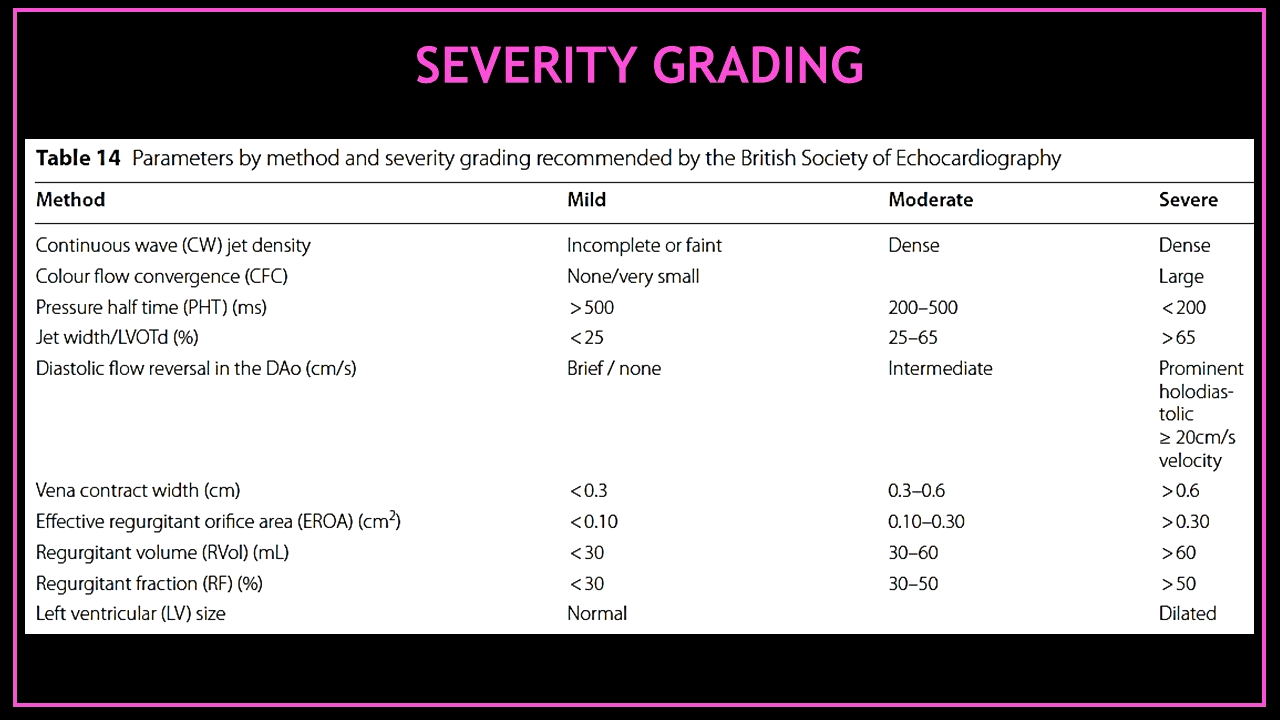 SEVERITY GRADING
Table 14 Parameters by method and severity grading recommended by the British Society of Echocardiography
Method Mild Moderate Severe
Continuous wave (CW) jet density Incomplete or faint Dense Dense
Colour flow convergence (CFC) None/very small Large
Pressure half time (PHT) (ms) >500 200–500 <200
Jet width/LVOTd (%) <25 25–65 >65
Diastolic flow reversal in the DAo (cm/s) Brief / none Intermediate Prominent
holodias-
tolic
≥ 20cm/s
velocity
Vena contract width (cm) <0.3 0.3–0.6 >0.6
Effective regurgitant orifice area (EROA) (cm²) <0.10 0.10–0.30 >0.30
Regurgitant volume (RVol) (mL) <30 30–60 >60
Regurgitant fraction (RF) (%) <30 30–50 >50
Left ventricular (LV) size Normal Dilated